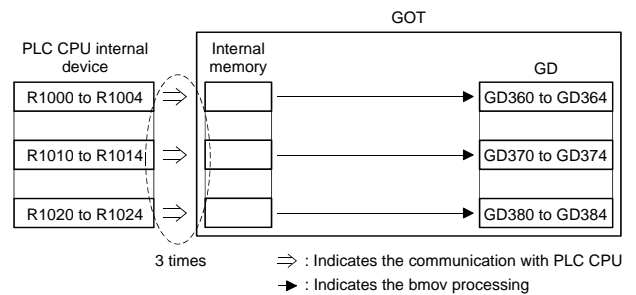 GOT
PLC CPU internal
device
Internal
memory
GD
R1000 to R1004
GD360 to GD364
R1010 to R1014
GD370 to GD374
R1020 to R1024
GD380 to GD384
3 times
⇒ : Indicates the communication with PLC CPU
→ : Indicates the bmov processing